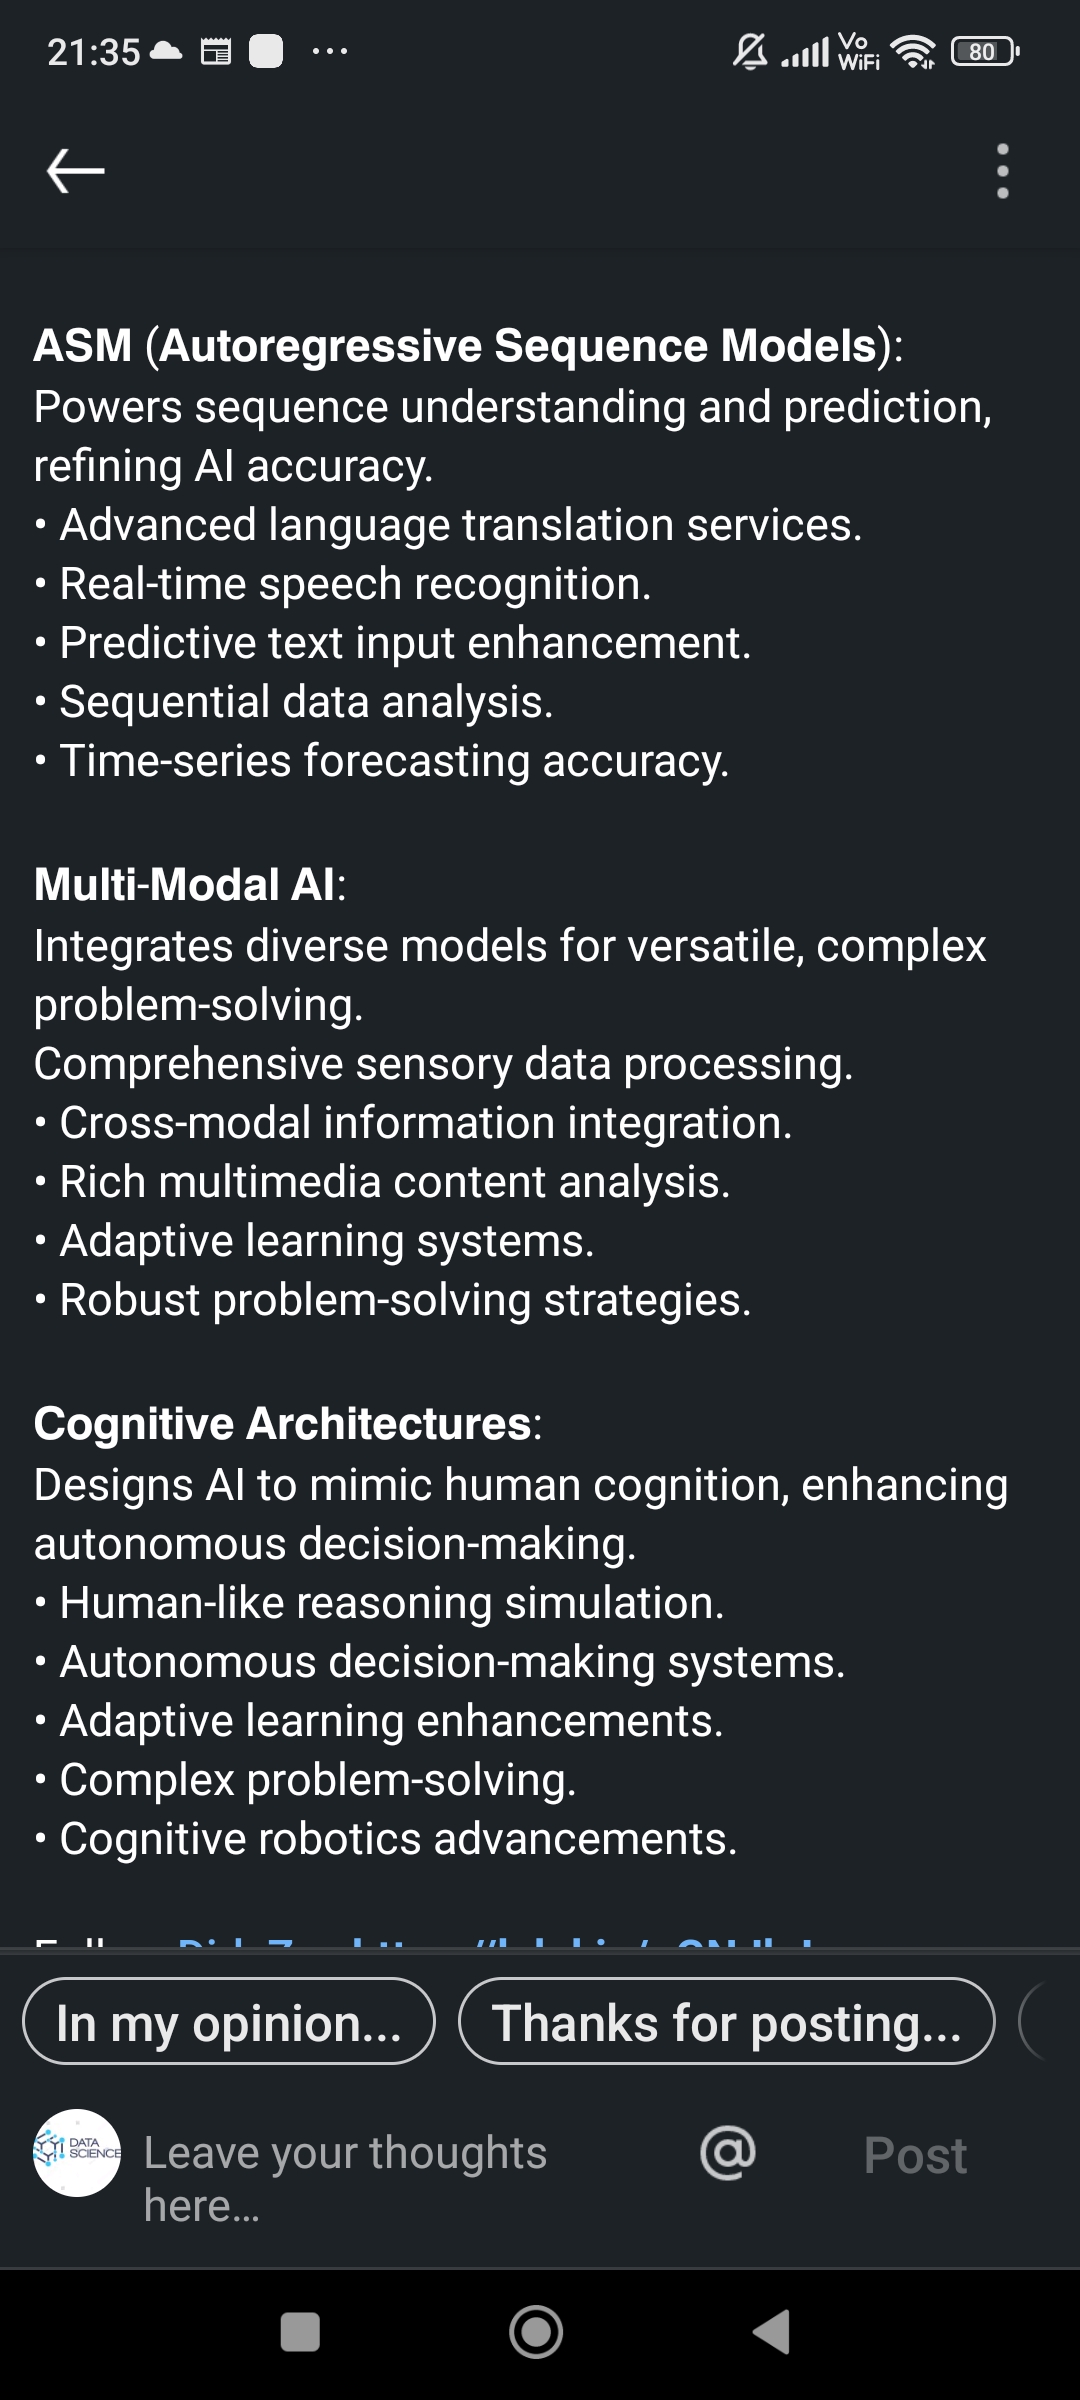 21:35
Vo
WiFi
80
ASM (Autoregressive Sequence Models):
Powers sequence understanding and prediction,
refining AI accuracy.
• Advanced language translation services.
• Real-time speech recognition.
• Predictive text input enhancement.
• Sequential data analysis.
• Time-series forecasting accuracy.
Multi-Modal AI:
Integrates diverse models for versatile, complex
problem-solving.
Comprehensive sensory data processing.
• Cross-modal information integration.
• Rich multimedia content analysis.
• Adaptive learning systems.
• Robust problem-solving strategies.
Cognitive Architectures:
Designs AI to mimic human cognition, enhancing
autonomous decision-making.
• Human-like reasoning simulation.
• Autonomous decision-making systems.
• Adaptive learning enhancements.
• Complex problem-solving.
• Cognitive robotics advancements.
In my opinion...
Thanks for posting...
DATA
SCIENCE
Leave your thoughts
here...
@
Post